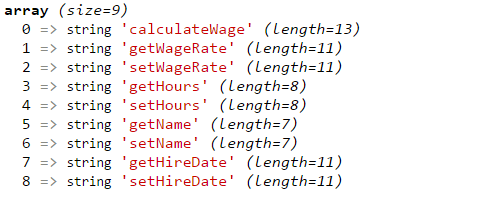 array (size=9)
0 => string 'calculateWage' (length=13)
1 => string 'getWageRate' (length=11)
2 => string 'setWageRate' (length=11)
3 => string 'getHours' (length=8)
4 => string 'setHours' (length=8)
5 => string 'getName' (length=7)
6 => string 'setName' (length=7)
7 => string 'getHireDate' (length=11)
8 => string 'setHireDate' (length=11)